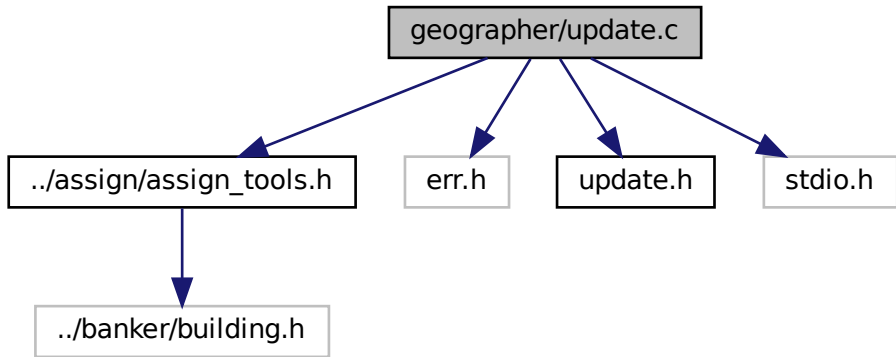 geographer/update.c
../assign/assign_tools.h
err.h
update.h
stdio.h
../banker/building.h